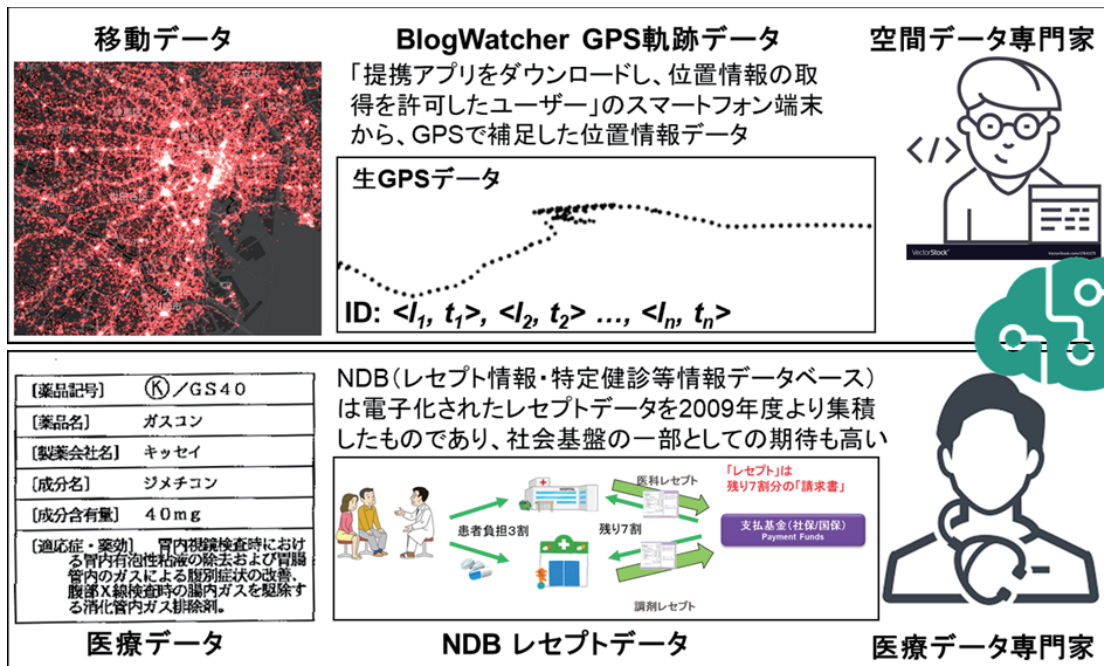 移動データ
BlogWatcher GPS軌跡データ
空間データ専門家
「提携アプリをダウンロードし、位置情報の取
得を許可したユーザー」のスマートフォン端末
から、GPSで補足した位置情報データ
生GPSデータ
ID: <l1, t1>, <l2, t2> …, <ln, tn>
</>
VectorStock
[薬品記号] Ⓚ/GS40
[薬品名] ガスコン
[製薬会社名] キッセイ
[成分名] ジメチコン
[成分含有量] 40mg
[適応症・薬効] 胃内視鏡検査時におけ
る胃内有泡性粘液の除去および胃腸
管内のガスによる腹部症状の改善、
腹部X線検査時の腸内ガスを駆除す
る消化管内ガス排除剤。
医療データ
NDB(レセプト情報・特定健診等情報データベース)
は電子化されたレセプトデータを2009年度より集積
したものであり、社会基盤の一部としての期待も高い
医科レセプト
「レセプト」は
残り7割分の「請求書」
患者負担3割
残り7割
支払基金(社保/国保)
Payment Funds
調剤レセプト
NDB レセプトデータ
医療データ専門家